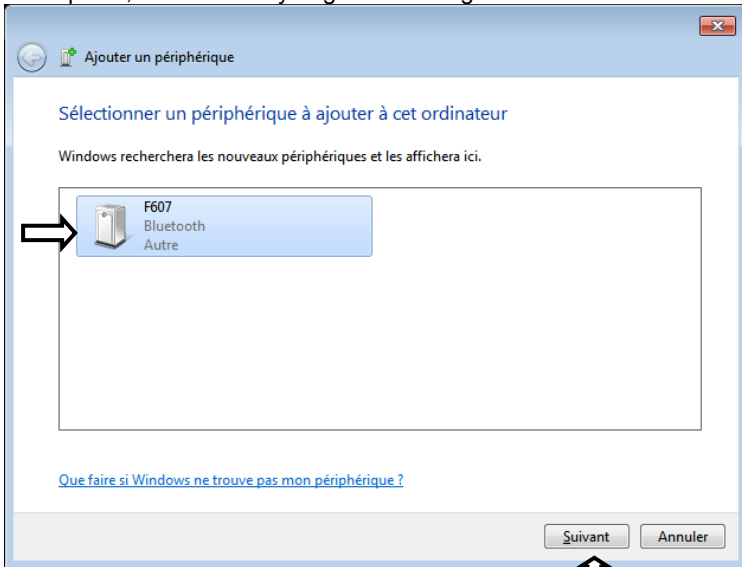 Ajouter un périphérique
Sélectionner un périphérique à ajouter à cet ordinateur
Windows recherchera les nouveaux périphériques et les affichera ici.
F607
Bluetooth
Autre
Que faire si Windows ne trouve pas mon périphérique ?
Suivant Annuler